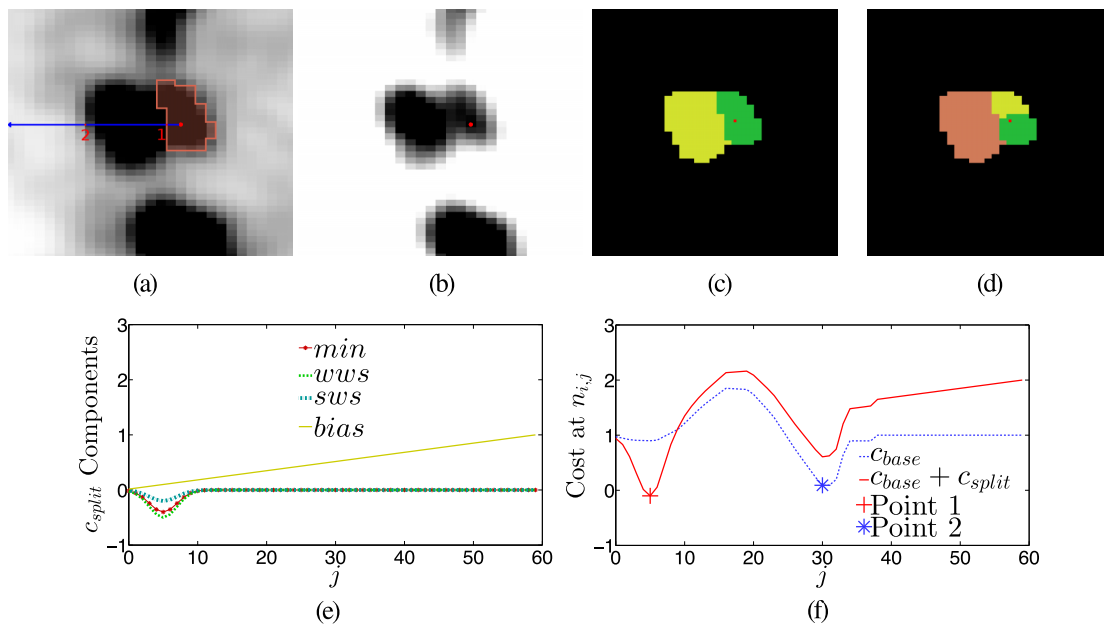 2 1
(a) (b) (c) (d)
3
2
1
0
−1
0 10 20 30 40 50 60
c_split Components
j
min
wws
sws
bias
(e)
3
2
1
0
−1
0 10 20 30 40 50 60
Cost at n_{i,j}
j
c_base
c_base + c_split
Point 1
Point 2
(f)